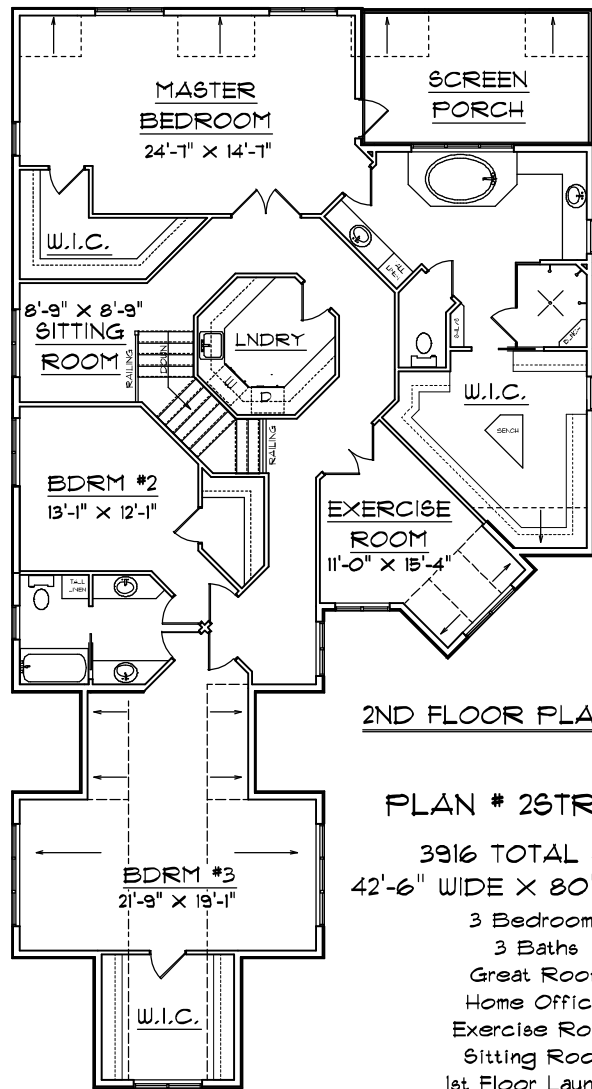 MASTER
BEDROOM
24'-7" X 14'-7"
SCREEN
PORCH
W.I.C.
TALL
LINEN
8'-9" X 8'-9"
SITTING
ROOM
RAILING
DOWN
LNDRY
W
D
RAILING
W.I.C.
BENCH
BENCH
BDRM #2
13'-1" X 12'-1"
EXERCISE
ROOM
11'-0" X 15'-4"
TALL
LINEN
2ND FLOOR PLA
PLAN # 2STR
3916 TOTAL
42'-6" WIDE X 80'
3 Bedroom
3 Baths
Great Roo
Home Offic
Exercise Ro
Sitting Roo
1st Floor Laun
BDRM #3
21'-9" X 19'-1"
W.I.C.